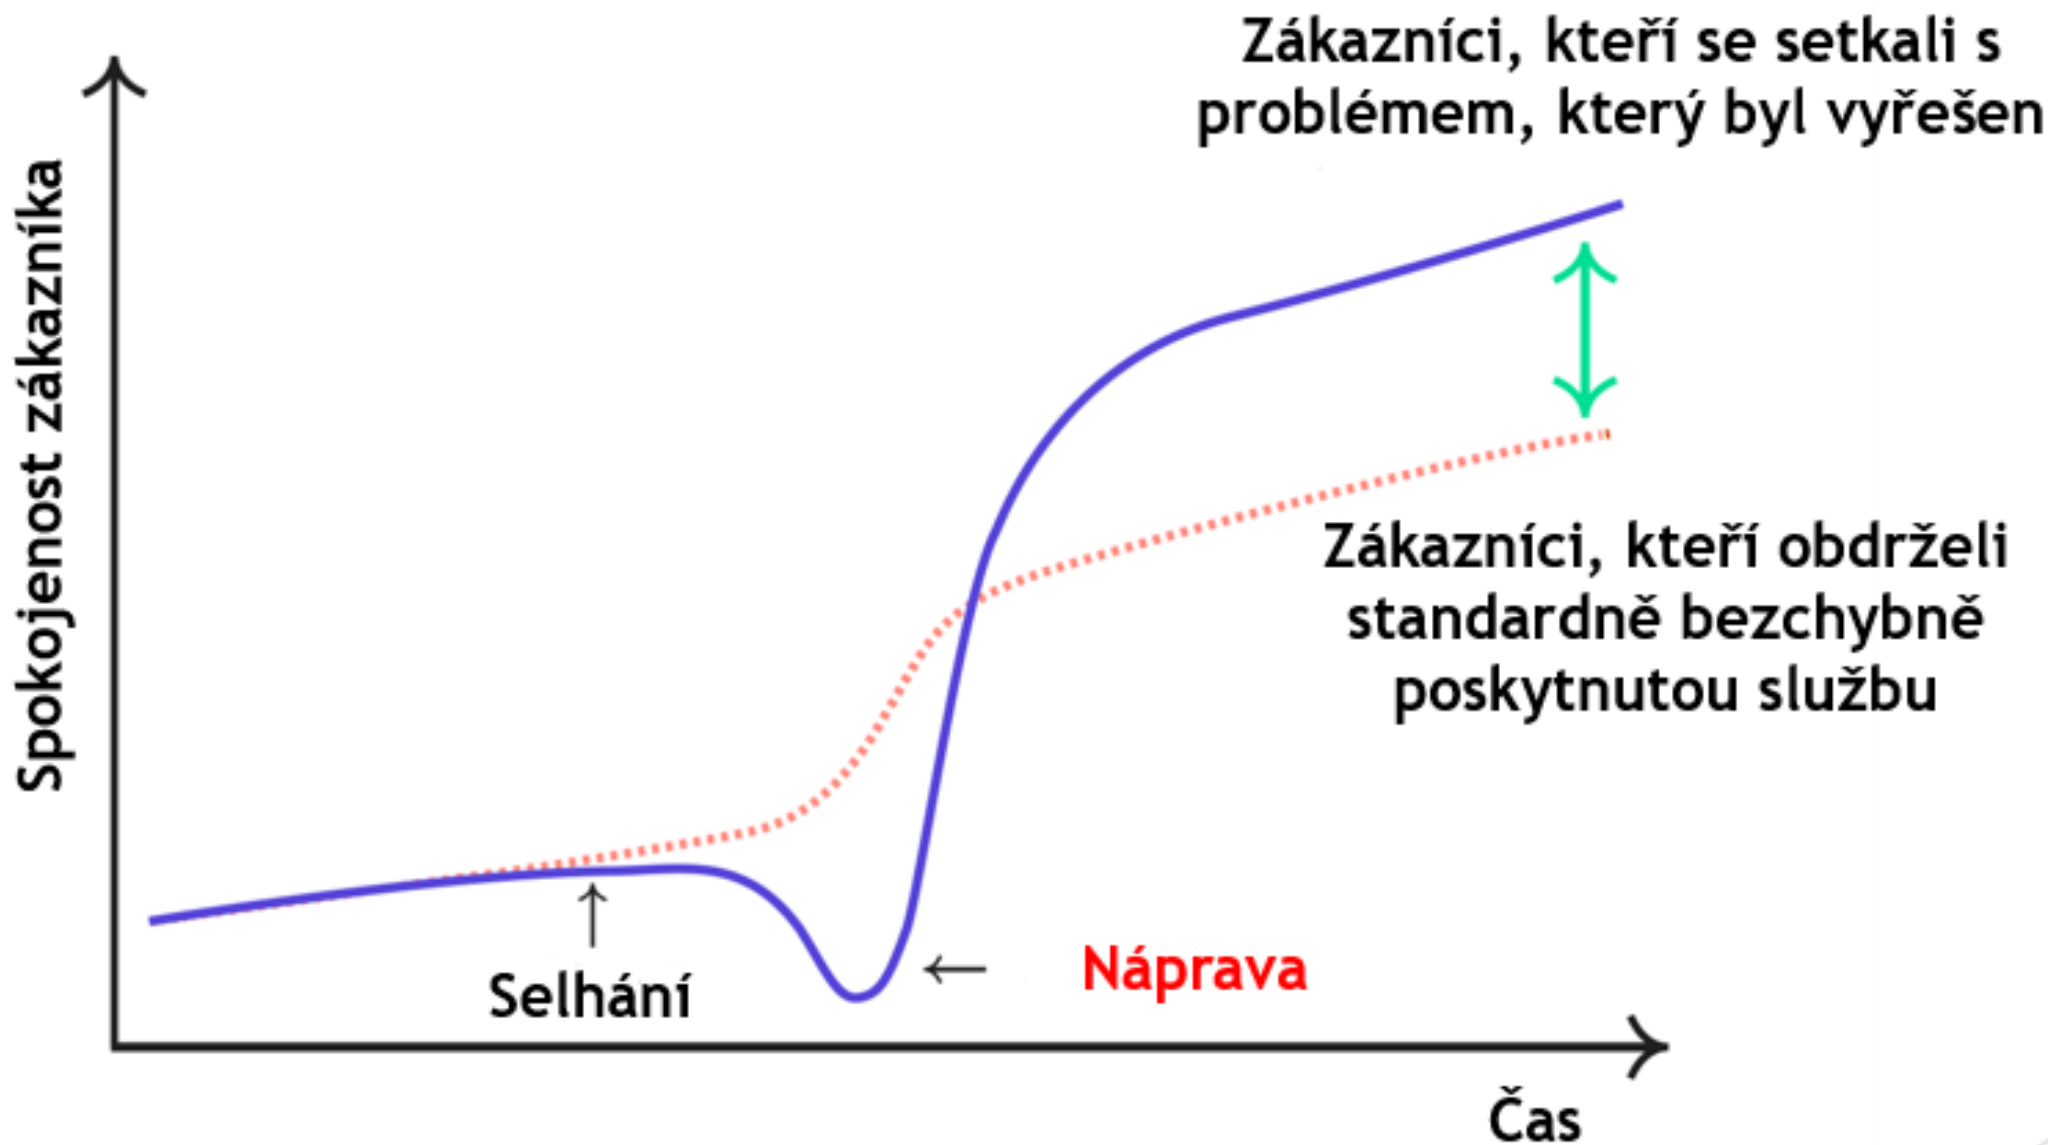 Zákazníci, kteří se setkali s
problémem, který byl vyřešen
Spokojenost zákazníka
Zákazníci, kteří obdrželi
standardně bezchybně
poskytnutou službu
Selhání
Náprava
Čas